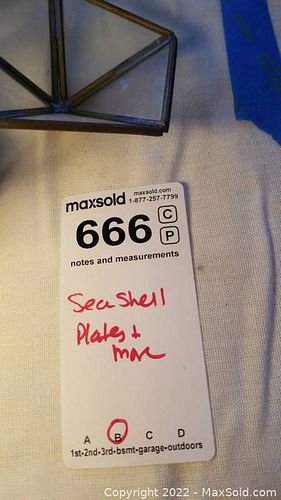 maxsold
maxsold.com
1-877-257-7799
666
C
P
notes and measurements
Sea Shell
Plates +
more
A B C D
1st-2nd-3rd-bsmt-garage-outdoors
Copyright 2022 - MaxSold.com